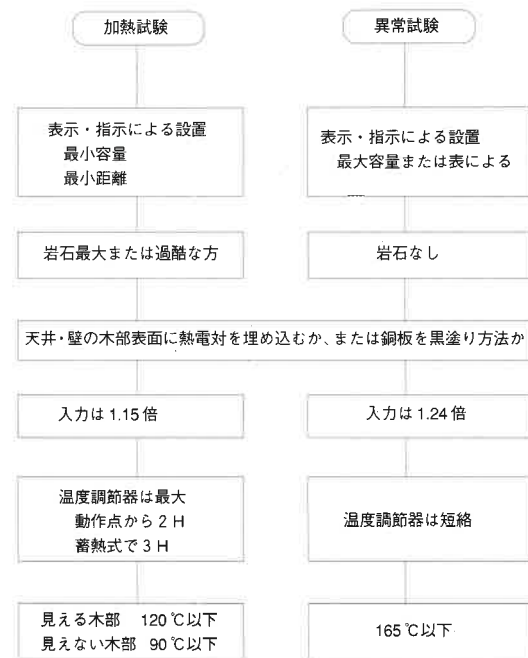 加熱試験
異常試験
表示・指示による設置
最小容量
最小距離
表示・指示による設置
最大容量または表による
岩石最大または過酷な方
岩石なし
天井・壁の木部表面に熱電対を埋め込むか、または銅板を黒塗り方法か
入力は1.15倍
入力は1.24倍
温度調節器は最大
動作点から2H
蓄熱式で3H
温度調節器は短絡
見える木部 120℃以下
見えない木部 90℃以下
165℃以下